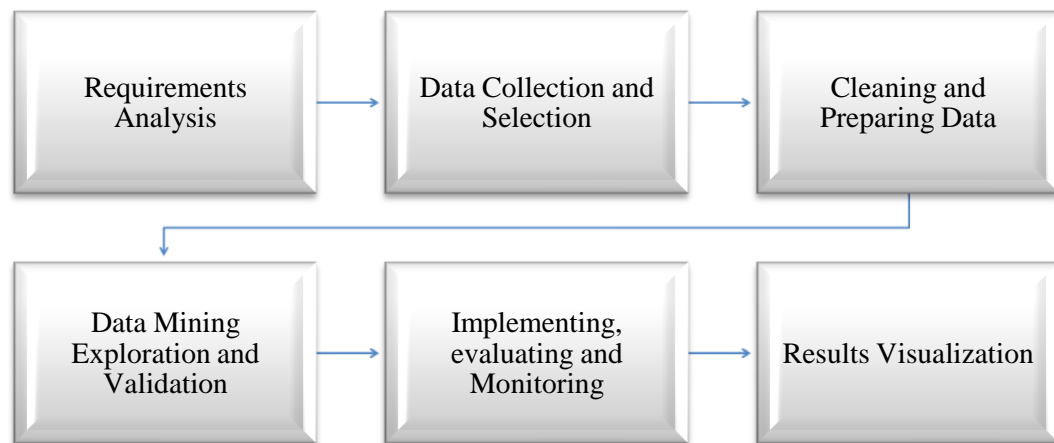 Requirements
Analysis
Data Collection and
Selection
Cleaning and
Preparing Data
Data Mining
Exploration and
Validation
Implementing,
evaluating and
Monitoring
Results Visualization